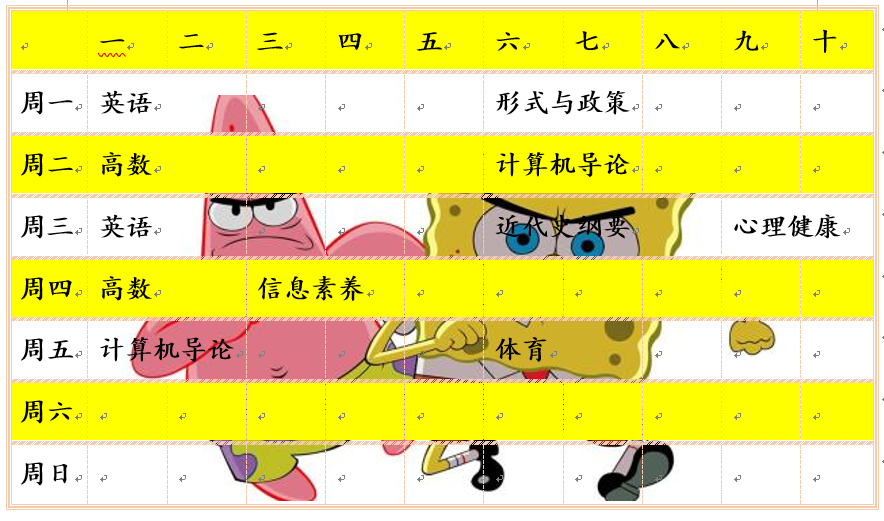 一 二 三 四 五 六 七 八 九 十
周一 英语 形式与政策
周二 高数 计算机导论
周三 英语 近代史纲要 心理健康
周四 高数 信息素养
周五 计算机导论 体育
周六
周日